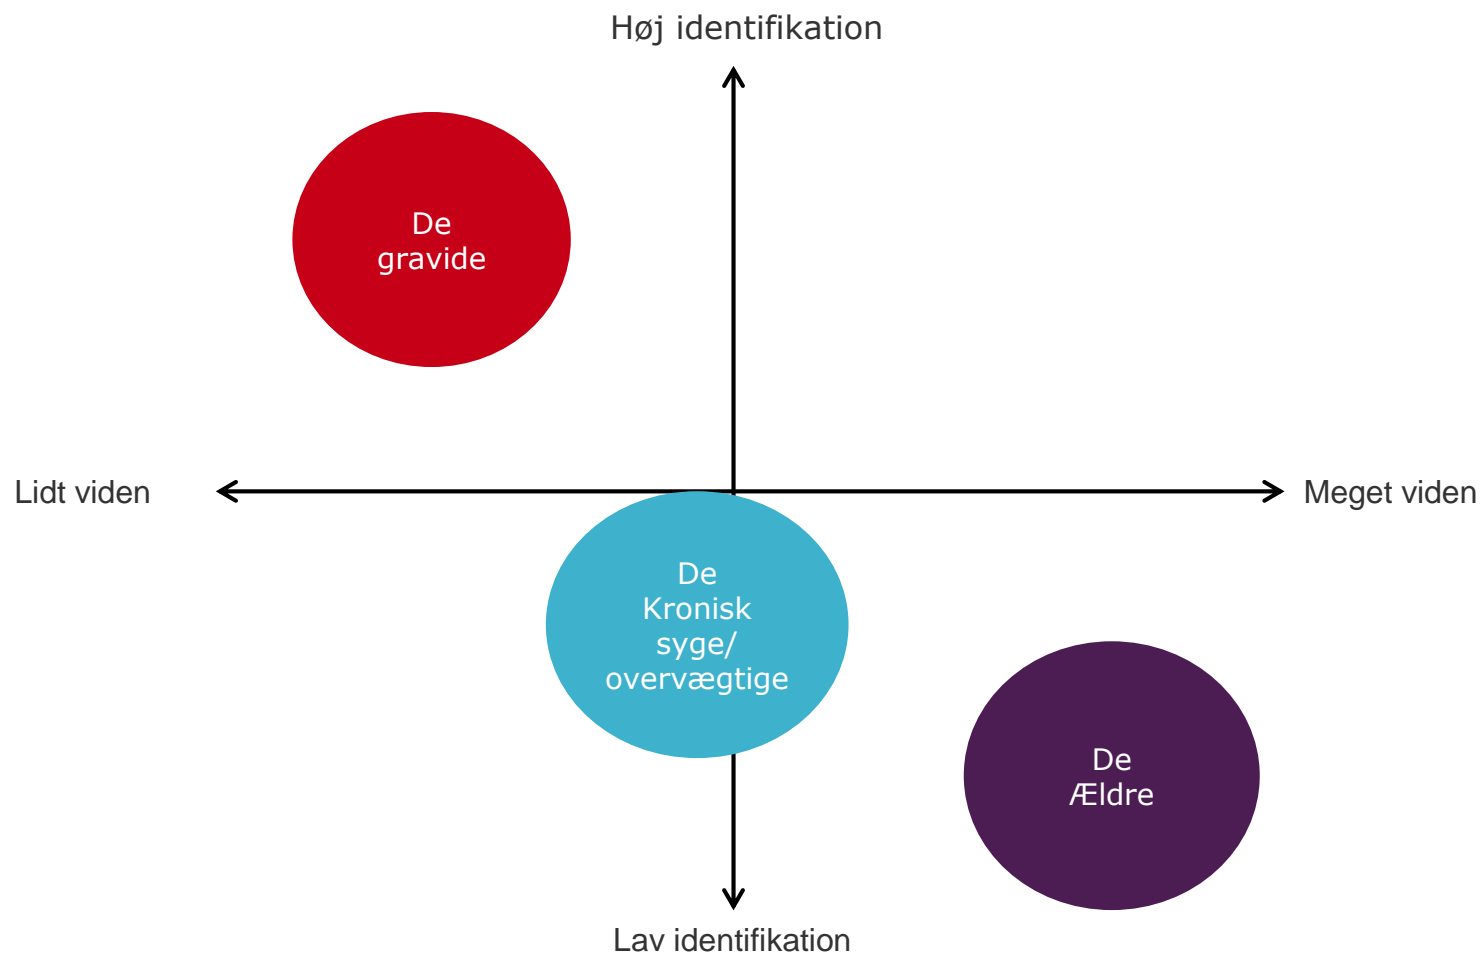 Høj identifikation
De
gravide
Lidt viden
Meget viden
De
Kronisk
syge/
overvægtige
De
Ældre
Lav identifikation